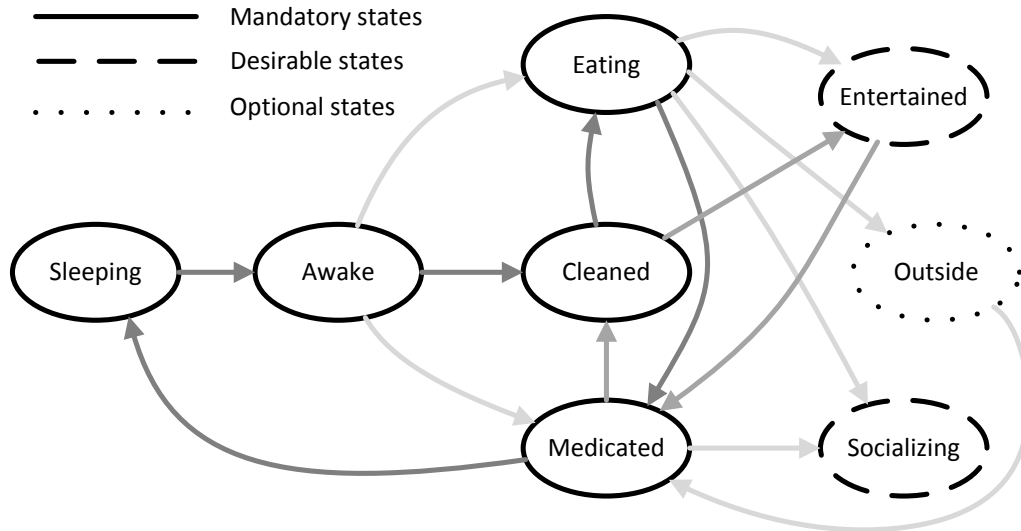 Mandatory states
Desirable states
Optional states
Eating
Entertained
Sleeping
Awake
Cleaned
Outside
Medicated
Socializing